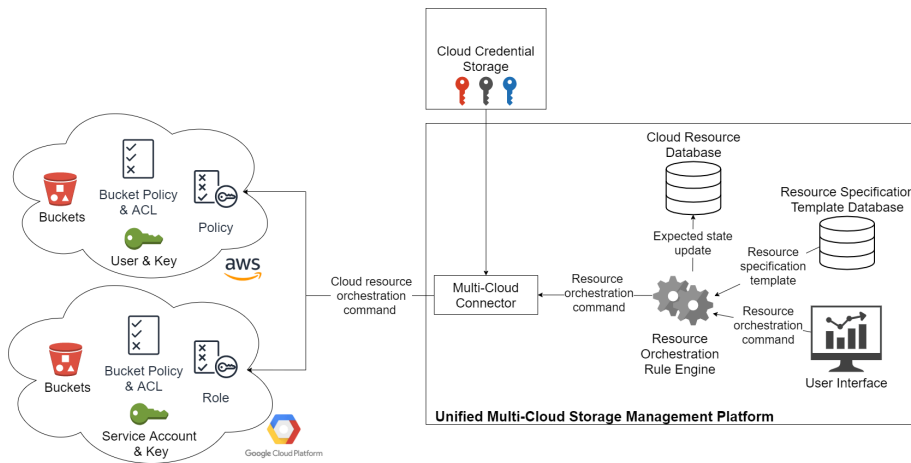 Cloud Credential
Storage
Cloud Resource
Database
Resource Specification
Template Database
Expected state
update
Resource
specification
template
Resource
orchestration
command
User Interface
Resource
Orchestration
Rule Engine
Resource
orchestration
command
Multi-Cloud
Connector
Unified Multi-Cloud Storage Management Platform
Cloud resource
orchestration
command
Buckets
Bucket Policy
& ACL
Policy
User & Key
aws
Buckets
Bucket Policy
& ACL
Role
Service Account
& Key
Google Cloud Platform